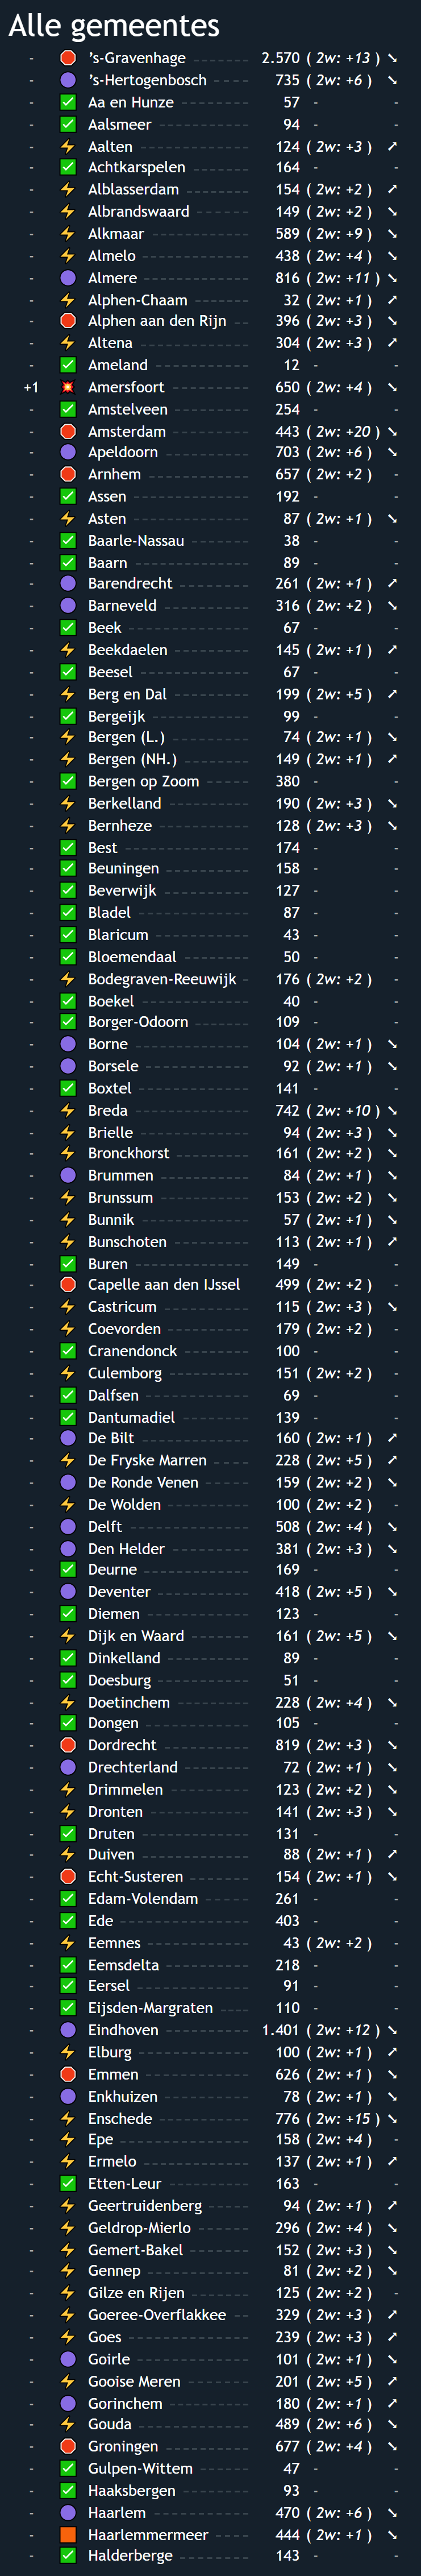 Alle gemeentes
- 's-Gravenhage 2.570 ( 2w: +13 ) ➘
- 's-Hertogenbosch 735 ( 2w: +6 ) ➘
- Aa en Hunze 57 - -
- Aalsmeer 94 - -
- Aalten 124 ( 2w: +3 ) ➚
- Achtkarspelen 164 - -
- Alblasserdam 154 ( 2w: +2 ) ➚
- Albrandswaard 149 ( 2w: +2 ) ➘
- Alkmaar 589 ( 2w: +9 ) ➘
- Almelo 438 ( 2w: +4 ) ➘
- Almere 816 ( 2w: +11 ) ➘
- Alphen-Chaam 32 ( 2w: +1 ) ➚
- Alphen aan den Rijn 396 ( 2w: +3 ) ➘
- Altena 304 ( 2w: +3 ) ➚
- Ameland 12 - -
+1 Amersfoort 650 ( 2w: +4 ) ➘
- Amstelveen 254 - -
- Amsterdam 443 ( 2w: +20 ) ➘
- Apeldoorn 703 ( 2w: +6 ) ➘
- Arnhem 657 ( 2w: +2 ) -
- Assen 192 - -
- Asten 87 ( 2w: +1 ) ➘
- Baarle-Nassau 38 - -
- Baarn 89 - -
- Barendrecht 261 ( 2w: +1 ) ➚
- Barneveld 316 ( 2w: +2 ) ➘
- Beek 67 - -
- Beekdaelen 145 ( 2w: +1 ) ➚
- Beesel 67 - -
- Berg en Dal 199 ( 2w: +5 ) ➚
- Bergeijk 99 - -
- Bergen (L.) 74 ( 2w: +1 ) ➘
- Bergen (NH.) 149 ( 2w: +1 ) ➚
- Bergen op Zoom 380 - -
- Berkelland 190 ( 2w: +3 ) ➘
- Bernheze 128 ( 2w: +3 ) ➘
- Best 174 - -
- Beuningen 158 - -
- Beverwijk 127 - -
- Bladel 87 - -
- Blaricum 43 - -
- Bloemendaal 50 - -
- Bodegraven-Reeuwijk 176 ( 2w: +2 ) -
- Boekel 40 - -
- Borger-Odoorn 109 - -
- Borne 104 ( 2w: +1 ) ➘
- Borsele 92 ( 2w: +1 ) ➘
- Boxtel 141 - -
- Breda 742 ( 2w: +10 ) ➘
- Brielle 94 ( 2w: +3 ) ➘
- Bronckhorst 161 ( 2w: +2 ) ➘
- Brummen 84 ( 2w: +1 ) ➘
- Brunssum 153 ( 2w: +2 ) ➘
- Bunnik 57 ( 2w: +1 ) ➘
- Bunschoten 113 ( 2w: +1 ) ➚
- Buren 149 - -
- Capelle aan den IJssel 499 ( 2w: +2 ) -
- Castricum 115 ( 2w: +3 ) ➘
- Coevorden 179 ( 2w: +2 ) -
- Cranendonck 100 - -
- Culemborg 151 ( 2w: +2 ) -
- Dalfsen 69 - -
- Dantumadiel 139 - -
- De Bilt 160 ( 2w: +1 ) ➚
- De Fryske Marren 228 ( 2w: +5 ) ➚
- De Ronde Venen 159 ( 2w: +2 ) ➘
- De Wolden 100 ( 2w: +2 ) -
- Delft 508 ( 2w: +4 ) ➘
- Den Helder 381 ( 2w: +3 ) ➘
- Deurne 169 - -
- Deventer 418 ( 2w: +5 ) ➘
- Diemen 123 - -
- Dijk en Waard 161 ( 2w: +5 ) ➘
- Dinkelland 89 - -
- Doesburg 51 - -
- Doetinchem 228 ( 2w: +4 ) ➘
- Dongen 105 - -
- Dordrecht 819 ( 2w: +3 ) ➘
- Drechterland 72 ( 2w: +1 ) ➘
- Drimmelen 123 ( 2w: +2 ) ➘
- Dronten 141 ( 2w: +3 ) ➘
- Druten 131 - -
- Duiven 88 ( 2w: +1 ) ➚
- Echt-Susteren 154 ( 2w: +1 ) ➘
- Edam-Volendam 261 - -
- Ede 403 - -
- Eemnes 43 ( 2w: +2 ) -
- Eemsdelta 218 - -
- Eersel 91 - -
- Eijsden-Margraten 110 - -
- Eindhoven 1.401 ( 2w: +12 ) ➘
- Elburg 100 ( 2w: +1 ) ➚
- Emmen 626 ( 2w: +1 ) ➘
- Enkhuizen 78 ( 2w: +1 ) ➘
- Enschede 776 ( 2w: +15 ) ➘
- Epe 158 ( 2w: +4 ) -
- Ermelo 137 ( 2w: +1 ) ➚
- Etten-Leur 163 - -
- Geertruidenberg 94 ( 2w: +1 ) ➚
- Geldrop-Mierlo 296 ( 2w: +4 ) ➘
- Gemert-Bakel 152 ( 2w: +3 ) ➘
- Gennep 81 ( 2w: +2 ) ➘
- Gilze en Rijen 125 ( 2w: +2 ) -
- Goeree-Overflakkee 329 ( 2w: +3 ) ➚
- Goes 239 ( 2w: +3 ) ➚
- Goirle 101 ( 2w: +1 ) ➘
- Gooise Meren 201 ( 2w: +5 ) ➚
- Gorinchem 180 ( 2w: +1 ) ➚
- Gouda 489 ( 2w: +6 ) ➘
- Groningen 677 ( 2w: +4 ) ➘
- Gulpen-Wittem 47 - -
- Haaksbergen 93 - -
- Haarlem 470 ( 2w: +6 ) ➘
- Haarlemmermeer 444 ( 2w: +1 ) ➘
- Halderberge 143 - -